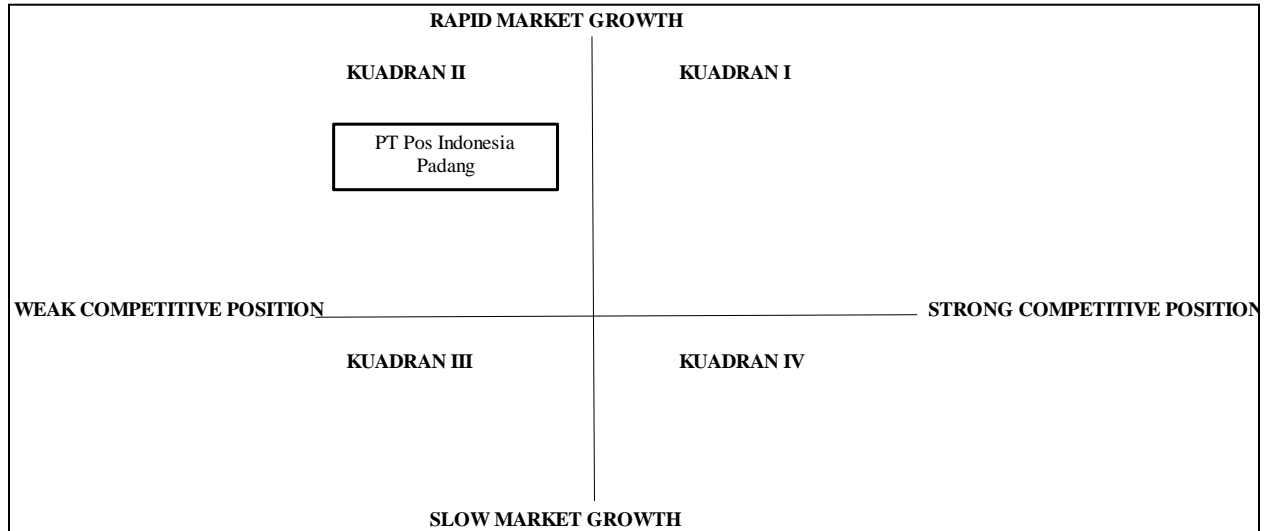 RAPID MARKET GROWTH
KUADRAN II
KUADRAN I
PT Pos Indonesia
Padang
WEAK COMPETITIVE POSITION
STRONG COMPETITIVE POSITION
KUADRAN III
KUADRAN IV
SLOW MARKET GROWTH